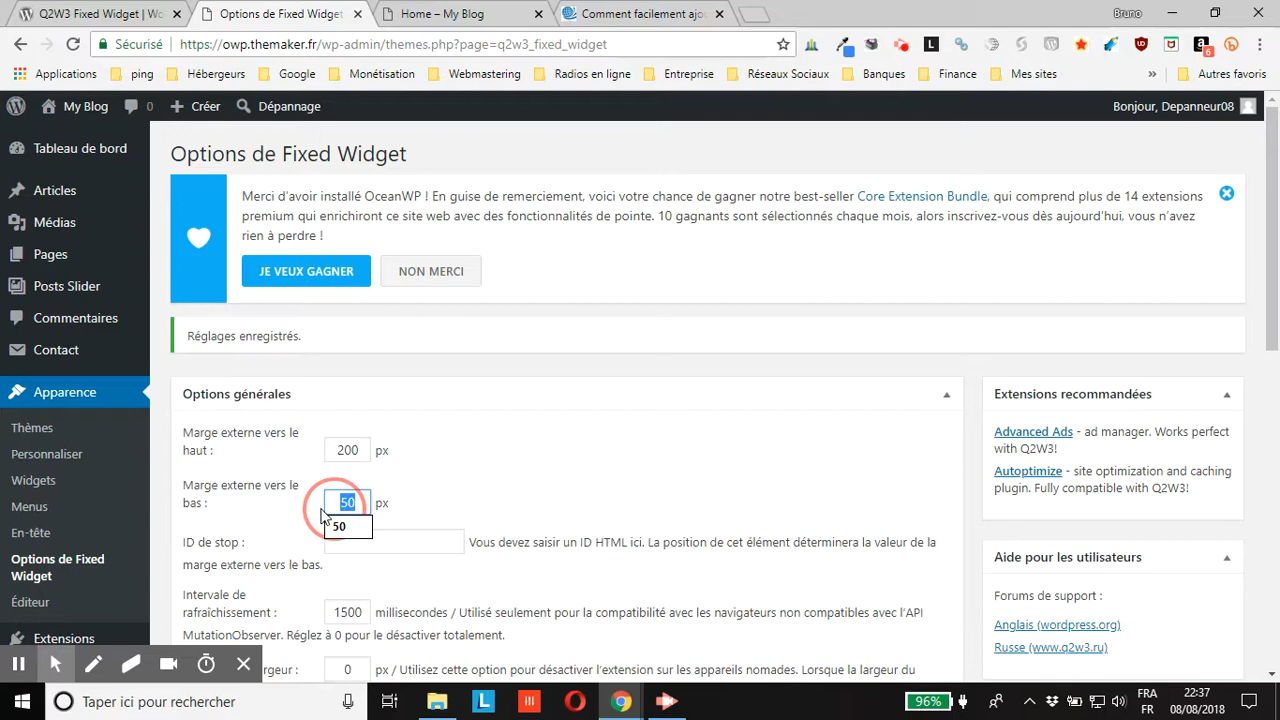 Q2W3 Fixed Widget | Wo
Options de Fixed Widget
Home – My Blog
Comment facilement ajou
Bruno
Sécurisé
https://owp.themaker.fr/wp-admin/themes.php?page=q2w3_fixed_widget
6
Applications
ping
Hébergeurs
Google
Monétisation
Webmastering
Radios en ligne
Entreprise
Réseaux Sociaux
Banques
Finance
Mes sites
»
Autres favoris
My Blog
0
Créer
Dépannage
Bonjour, Depanneur08
Tableau de bord
Articles
Médias
Pages
Posts Slider
Commentaires
Contact
Apparence
Thèmes
Personnaliser
Widgets
Menus
En-tête
Options de Fixed
Widget
Éditeur
Extensions
Options de Fixed Widget
Merci d’avoir installé OceanWP ! En guise de remerciement, voici votre chance de gagner notre best-seller Core Extension Bundle, qui comprend plus de 14 extensions
premium qui enrichiront ce site web avec des fonctionnalités de pointe. 10 gagnants sont sélectionnés chaque mois, alors inscrivez-vous dès aujourd’hui, vous n’avez
rien à perdre !
JE VEUX GAGNER
NON MERCI
Réglages enregistrés.
Options générales
Marge externe vers le
haut :
200 px
Marge externe vers le
bas :
50 px
50
ID de stop :
Vous devez saisir un ID HTML ici. La position de cet élément déterminera la valeur de la
marge externe vers le bas.
Intervale de
rafraîchissement :
1500 millisecondes / Utilisé seulement pour la compatibilité avec les navigateurs non compatibles avec l’API
MutationObserver. Réglez à 0 pour le désactiver totalement.
argeur :
0 px / Utilisez cette option pour désactiver l’extension sur les appareils nomades. Lorsque la largeur du
Extensions recommandées
Advanced Ads - ad manager. Works perfect
with Q2W3!
Autoptimize - site optimization and caching
plugin. Fully compatible with Q2W3!
Aide pour les utilisateurs
Forums de support :
Anglais (wordpress.org)
Russe (www.q2w3.ru)
Taper ici pour rechercher
96%
FRA
FR
22:37
08/08/2018